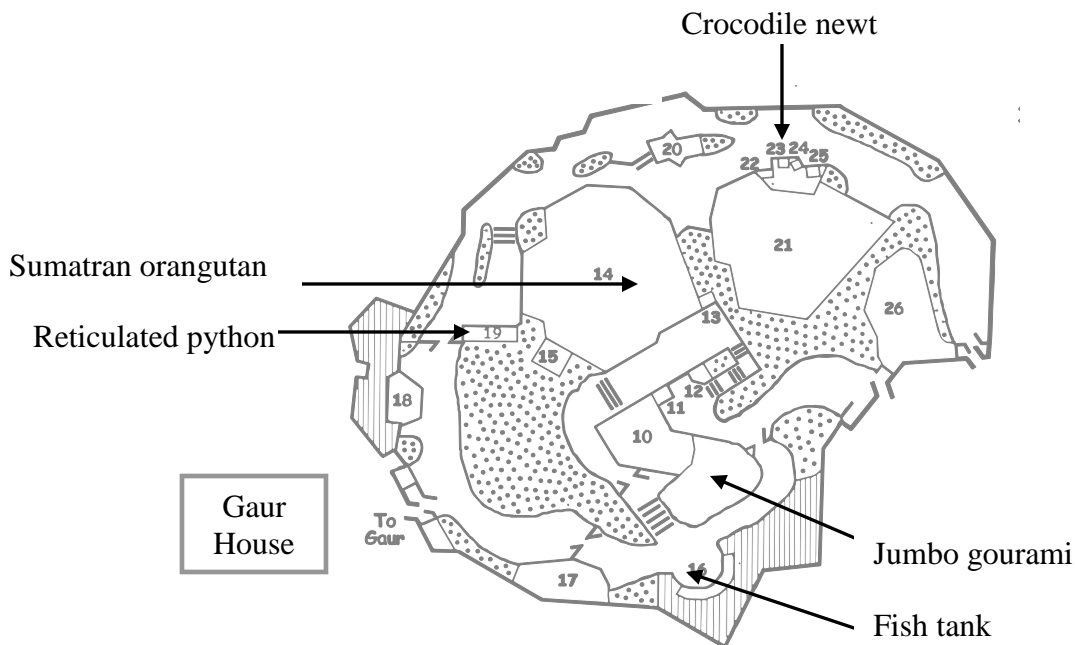 Crocodile newt
20
23
24
22
25
Sumatran orangutan
14
21
26
Reticulated python
19
13
15
18
12
11
10
Gaur
House
To
Gaur
Jumbo gourami
16
17
Fish tank